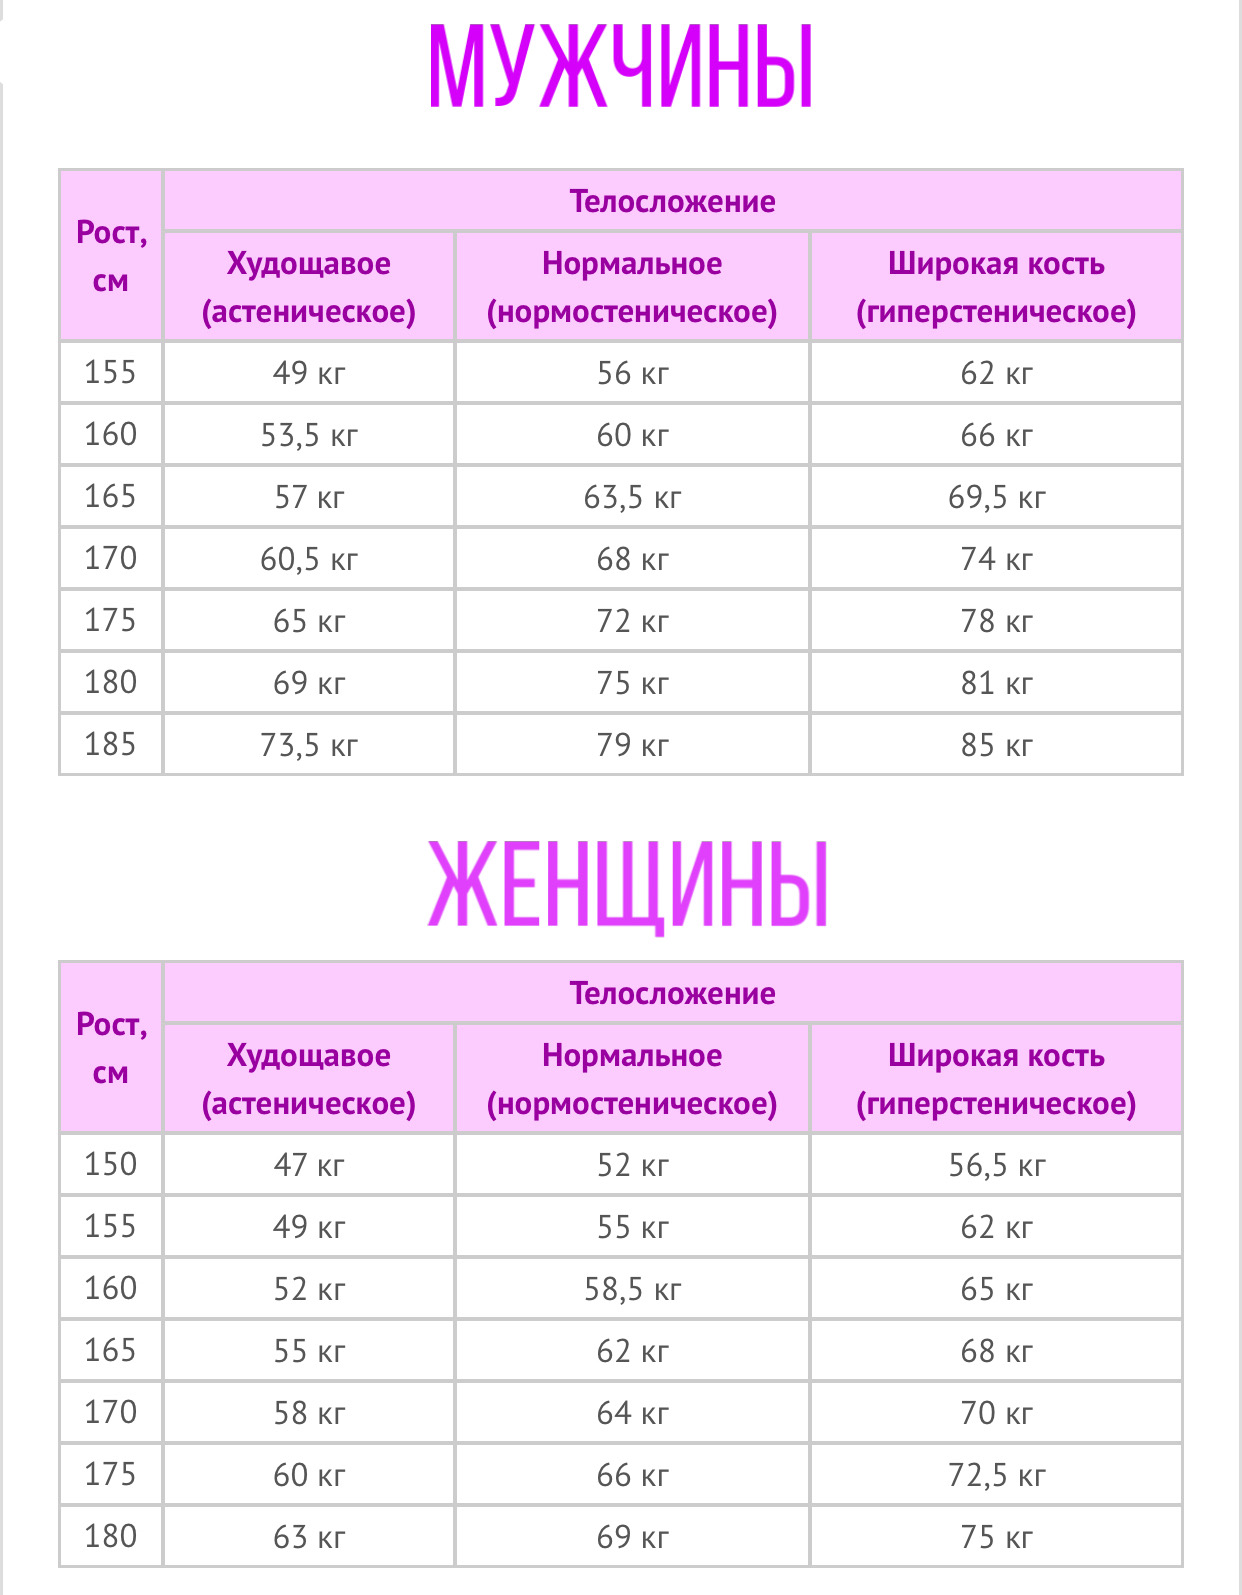 МУЖЧИНЫ
Рост, см
Телосложение
Худощавое (астеническое) Нормальное (нормостеническое) Широкая кость (гиперстеническое)
155 49 кг 56 кг 62 кг
160 53,5 кг 60 кг 66 кг
165 57 кг 63,5 кг 69,5 кг
170 60,5 кг 68 кг 74 кг
175 65 кг 72 кг 78 кг
180 69 кг 75 кг 81 кг
185 73,5 кг 79 кг 85 кг
ЖЕНЩИНЫ
Рост, см
Телосложение
Худощавое (астеническое) Нормальное (нормостеническое) Широкая кость (гиперстеническое)
150 47 кг 52 кг 56,5 кг
155 49 кг 55 кг 62 кг
160 52 кг 58,5 кг 65 кг
165 55 кг 62 кг 68 кг
170 58 кг 64 кг 70 кг
175 60 кг 66 кг 72,5 кг
180 63 кг 69 кг 75 кг